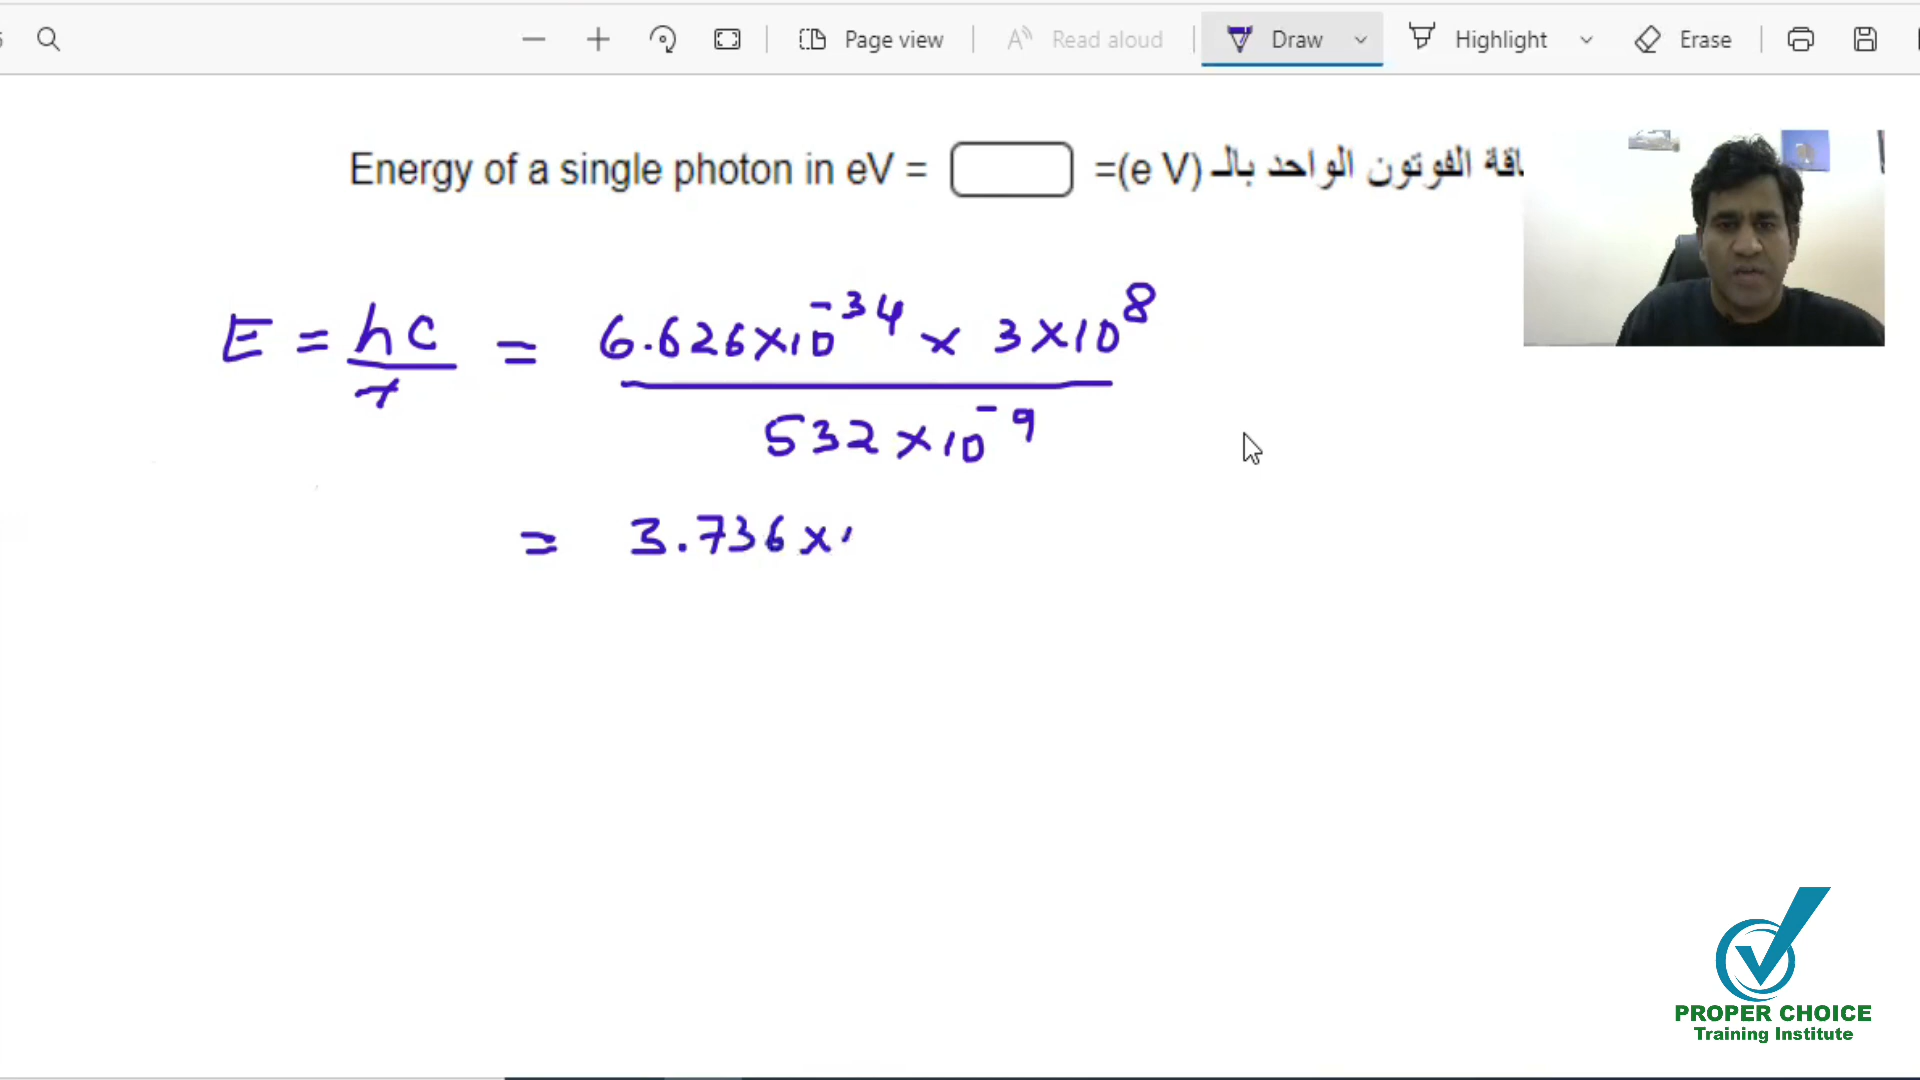 Page view
Read aloud
Draw
Highlight
Erase
Energy of a single photon in eV = =(e V) الفوتون الواحد بالـ
E = hc = 6.626×10⁻³⁴ × 3×10⁸
532×10⁻⁹
= 3.736×
PROPER CHOICE
Training Institute